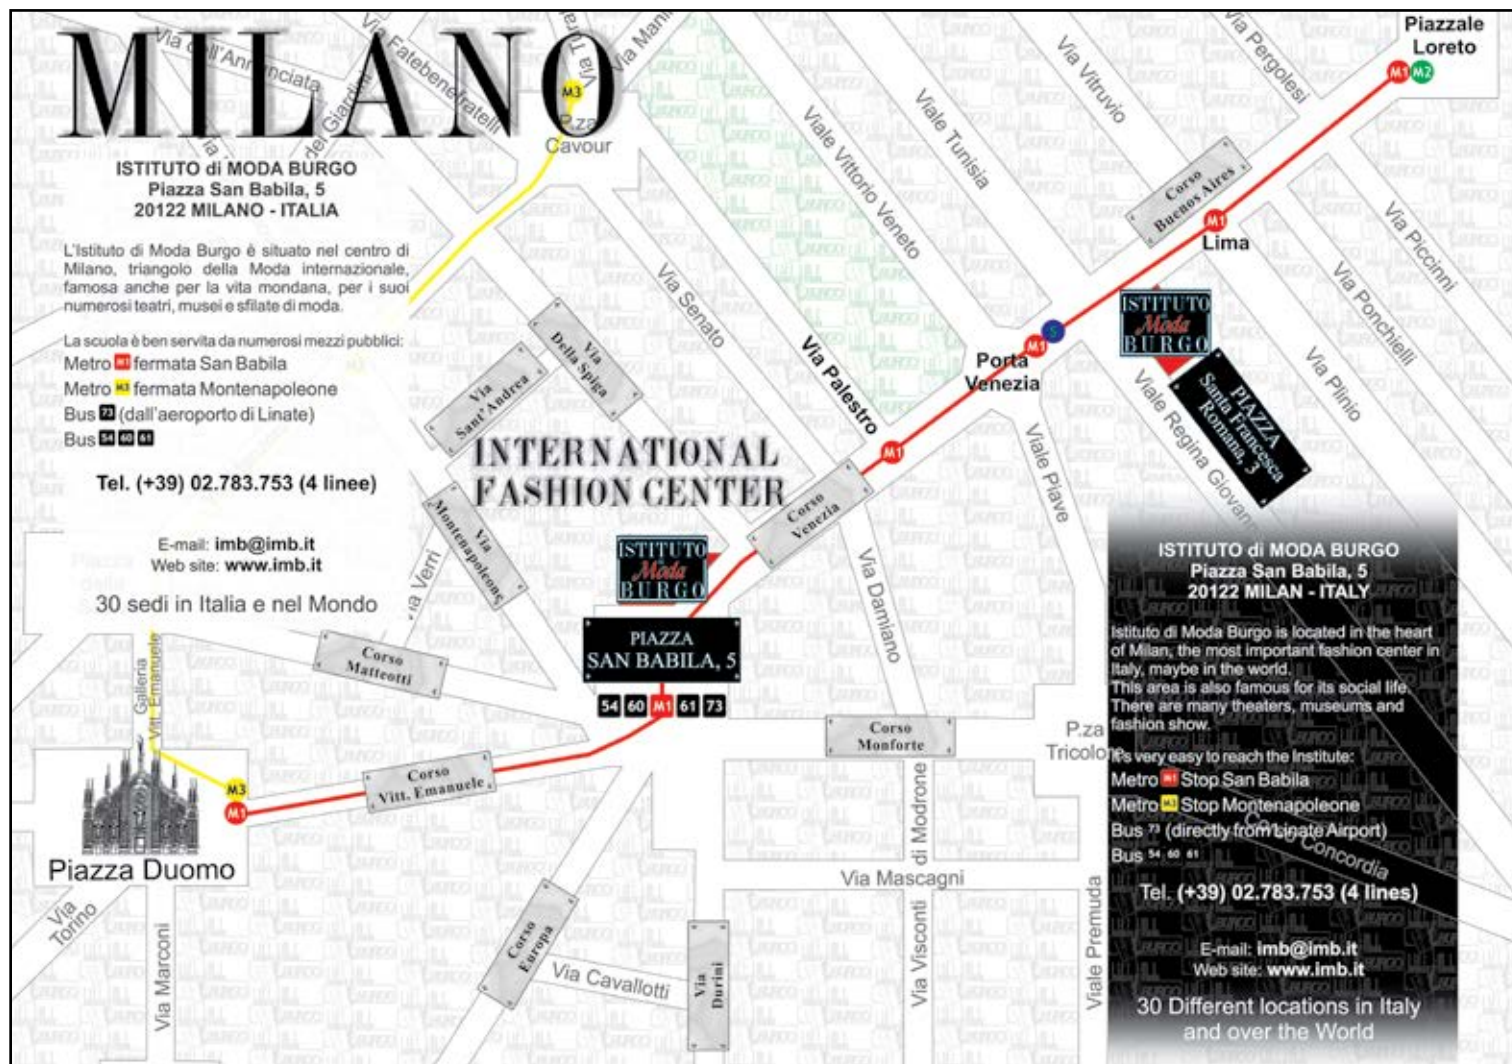 MILANO
ISTITUTO di MODA BURGO
Piazza San Babila, 5
20122 MILANO - ITALIA
L'Istituto di Moda Burgo è situato nel centro di
Milano, triangolo della Moda internazionale,
famosa anche per la vita mondana, per i suoi
numerosi teatri, musei e sfilate di moda.
La scuola è ben servita da numerosi mezzi pubblici:
Metro M1 fermata San Babila
Metro M3 fermata Montenapoleone
Bus 73 (dall'aeroporto di Linate)
Bus 54 60 61
Tel. (+39) 02.783.753 (4 linee)
E-mail: imb@imb.it
Web site: www.imb.it
30 sedi in Italia e nel Mondo
Via dell'Annunciata
Via Fatebenefratelli
dei Giardini
Via Manin
M3
P.za
Cavour
Via Senato
Viale Vittorio Veneto
Viale Tunisia
Via Vitruvio
Via Pergolesi
Piazzale
Loreto
M1 M2
Corso
Buenos Aires
M1
Lima
Via Piccinni
Via Ponchielli
Via Plinio
M1 S
Porta
Venezia
ISTITUTO
Moda
BURGO
PIAZZA
Santa Francesca
Romana, 3
Viale Regina Giovanna
Viale Piave
Via Palestro
M1
Via
Della Spiga
Via
Sant' Andrea
INTERNATIONAL
FASHION CENTER
Corso
Venezia
Via
Montenapoleone
Via Verri
ISTITUTO
Moda
BURGO
PIAZZA
SAN BABILA, 5
54 60 M1 61 73
Via Damiano
Corso
Matteotti
Corso
Monforte
P.za
Tricolore
Galleria
Vitt. Emanuele
M3
M1
Piazza Duomo
Corso
Vitt. Emanuele
Via
Torino
Via Marconi
Corso
Europa
Via Cavallotti
Via
Durini
Via Mascagni
Via Visconti di Modrone
Viale Premuda
Corso Concordia
ISTITUTO di MODA BURGO
Piazza San Babila, 5
20122 MILAN - ITALY
Istituto di Moda Burgo is located in the heart
of Milan, the most important fashion center in
Italy, maybe in the world.
This area is also famous for its social life.
There are many theaters, museums and
fashion show.
It's very easy to reach the Institute:
Metro M1 Stop San Babila
Metro M3 Stop Montenapoleone
Bus 73 (directly from Linate Airport)
Bus 54 60 61
Tel. (+39) 02.783.753 (4 lines)
E-mail: imb@imb.it
Web site: www.imb.it
30 Different locations in Italy
and over the World